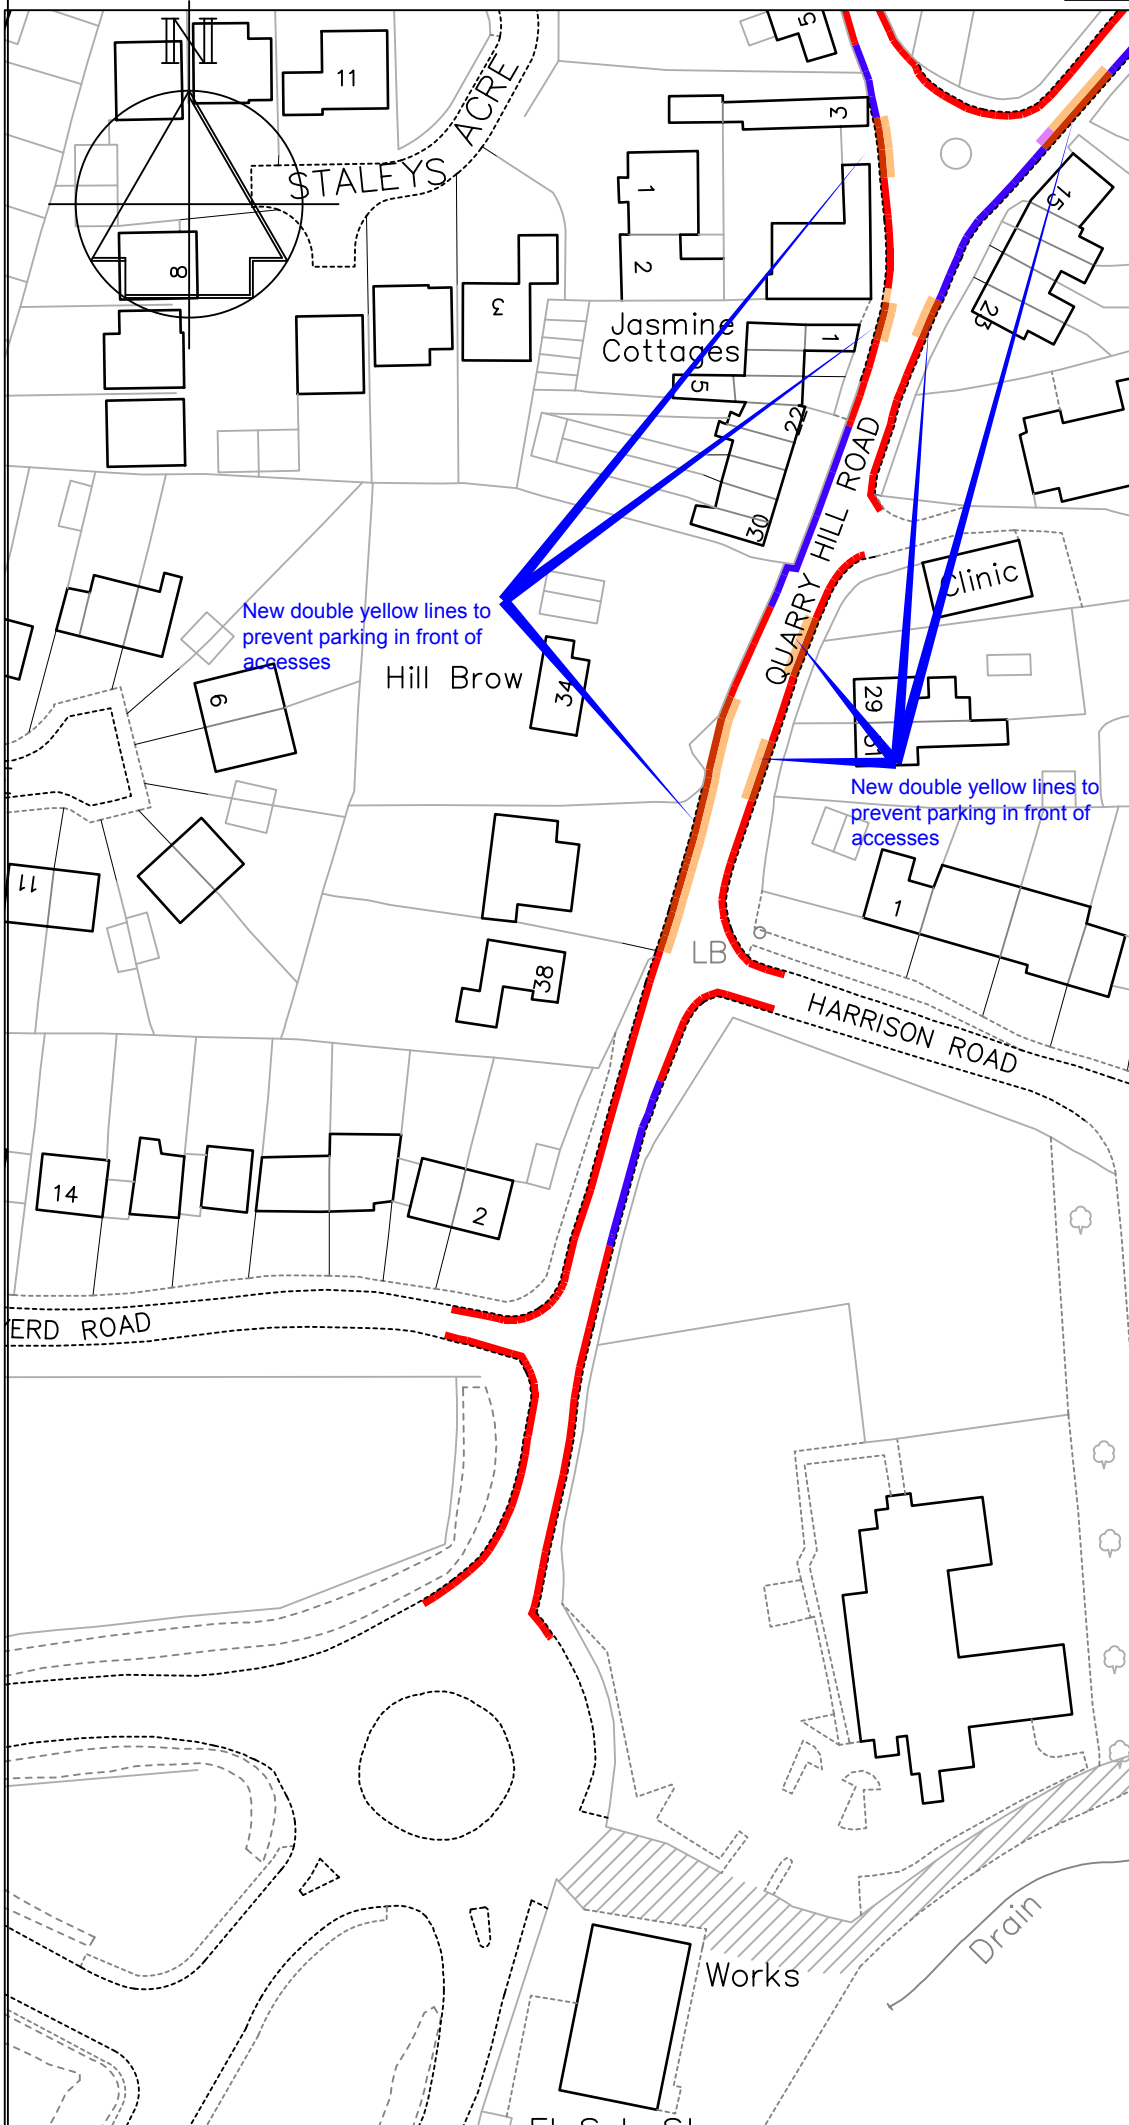 N
11
STALEYS ACRE
8
3
5
3
1
2
Jasmine
Cottages
1
5
22
30
15
23
QUARRY HILL ROAD
Clinic
New double yellow lines to
prevent parking in front of
accesses
Hill Brow
34
9
29
31
New double yellow lines to
prevent parking in front of
accesses
11
1
LB
38
HARRISON ROAD
14
2
ERD ROAD
Works
Drain